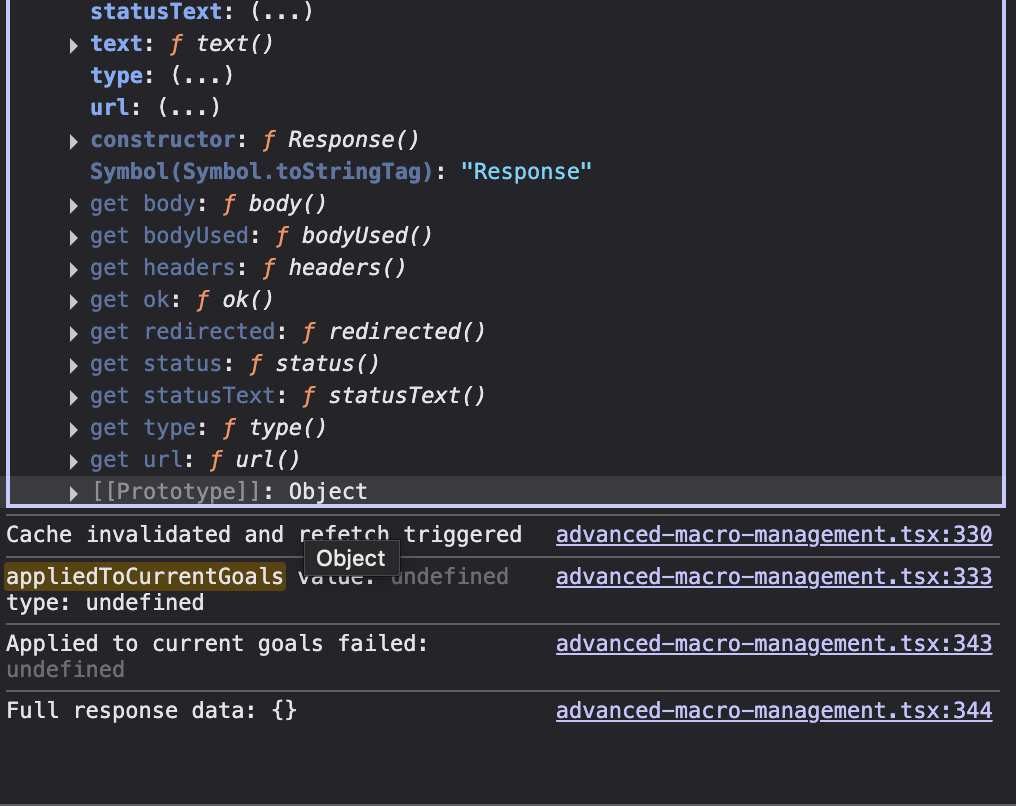 statusText: (...)
▸ text: ƒ text()
type: (...)
url: (...)
▸ constructor: ƒ Response()
Symbol(Symbol.toStringTag): "Response"
▸ get body: ƒ body()
▸ get bodyUsed: ƒ bodyUsed()
▸ get headers: ƒ headers()
▸ get ok: ƒ ok()
▸ get redirected: ƒ redirected()
▸ get status: ƒ status()
▸ get statusText: ƒ statusText()
▸ get type: ƒ type()
▸ get url: ƒ url()
▸ [[Prototype]]: Object
Cache invalidated and refetch triggered advanced-macro-management.tsx:330
Object
appliedToCurrentGoals value: undefined advanced-macro-management.tsx:333
type: undefined
Applied to current goals failed: advanced-macro-management.tsx:343
undefined
Full response data: {} advanced-macro-management.tsx:344